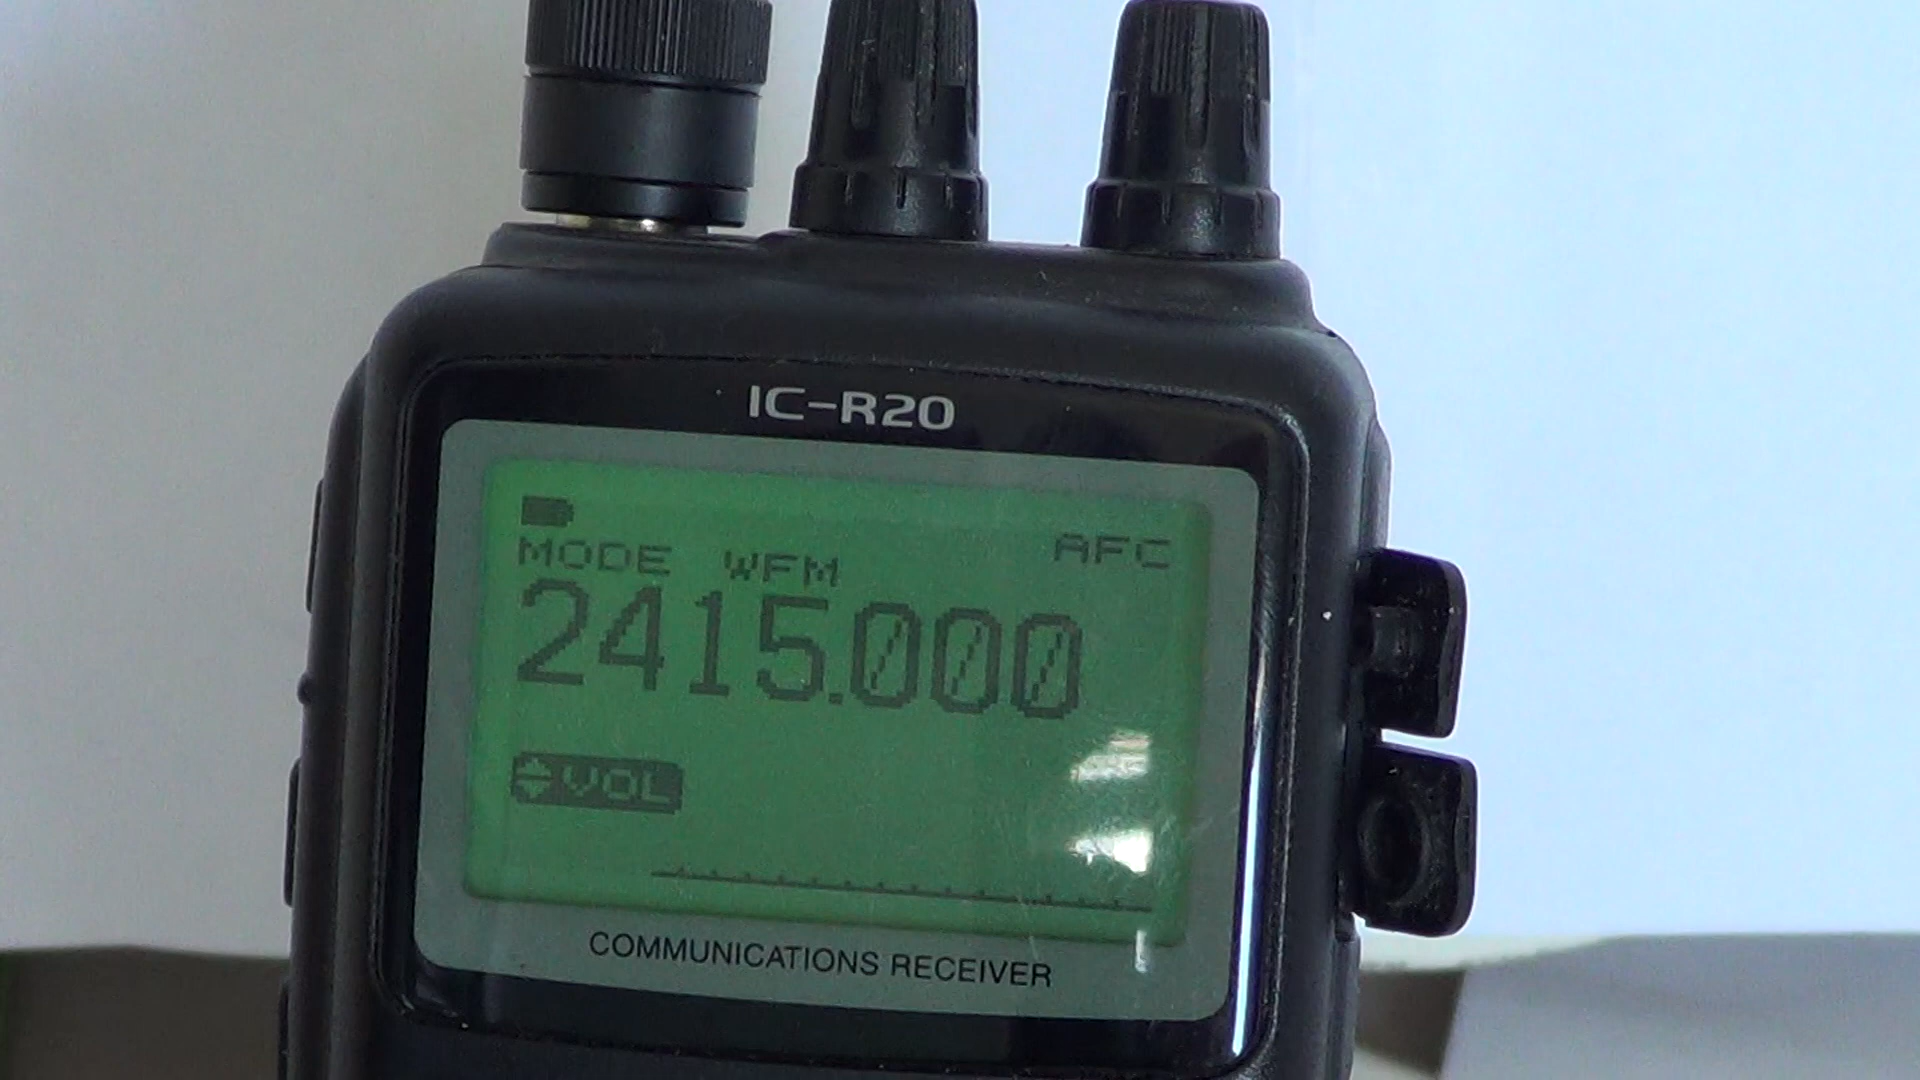 IC-R20
MODE WFM AFC
2415.000
VOL
COMMUNICATIONS RECEIVER